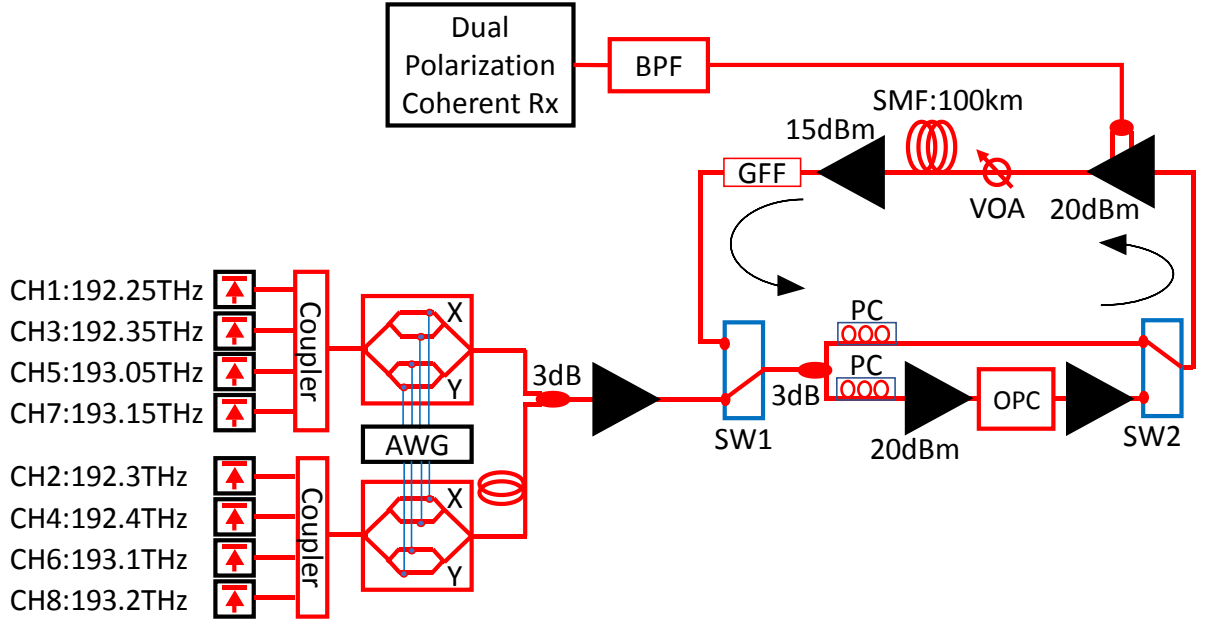 Dual
Polarization
Coherent Rx
BPF
SMF:100km
15dBm
GFF
VOA
20dBm
CH1:192.25THz
CH3:192.35THz
CH5:193.05THz
CH7:193.15THz
Coupler
X
Y
3dB
AWG
SW1
3dB
PC
PC
20dBm
OPC
SW2
CH2:192.3THz
CH4:192.4THz
CH6:193.1THz
CH8:193.2THz
Coupler
X
Y